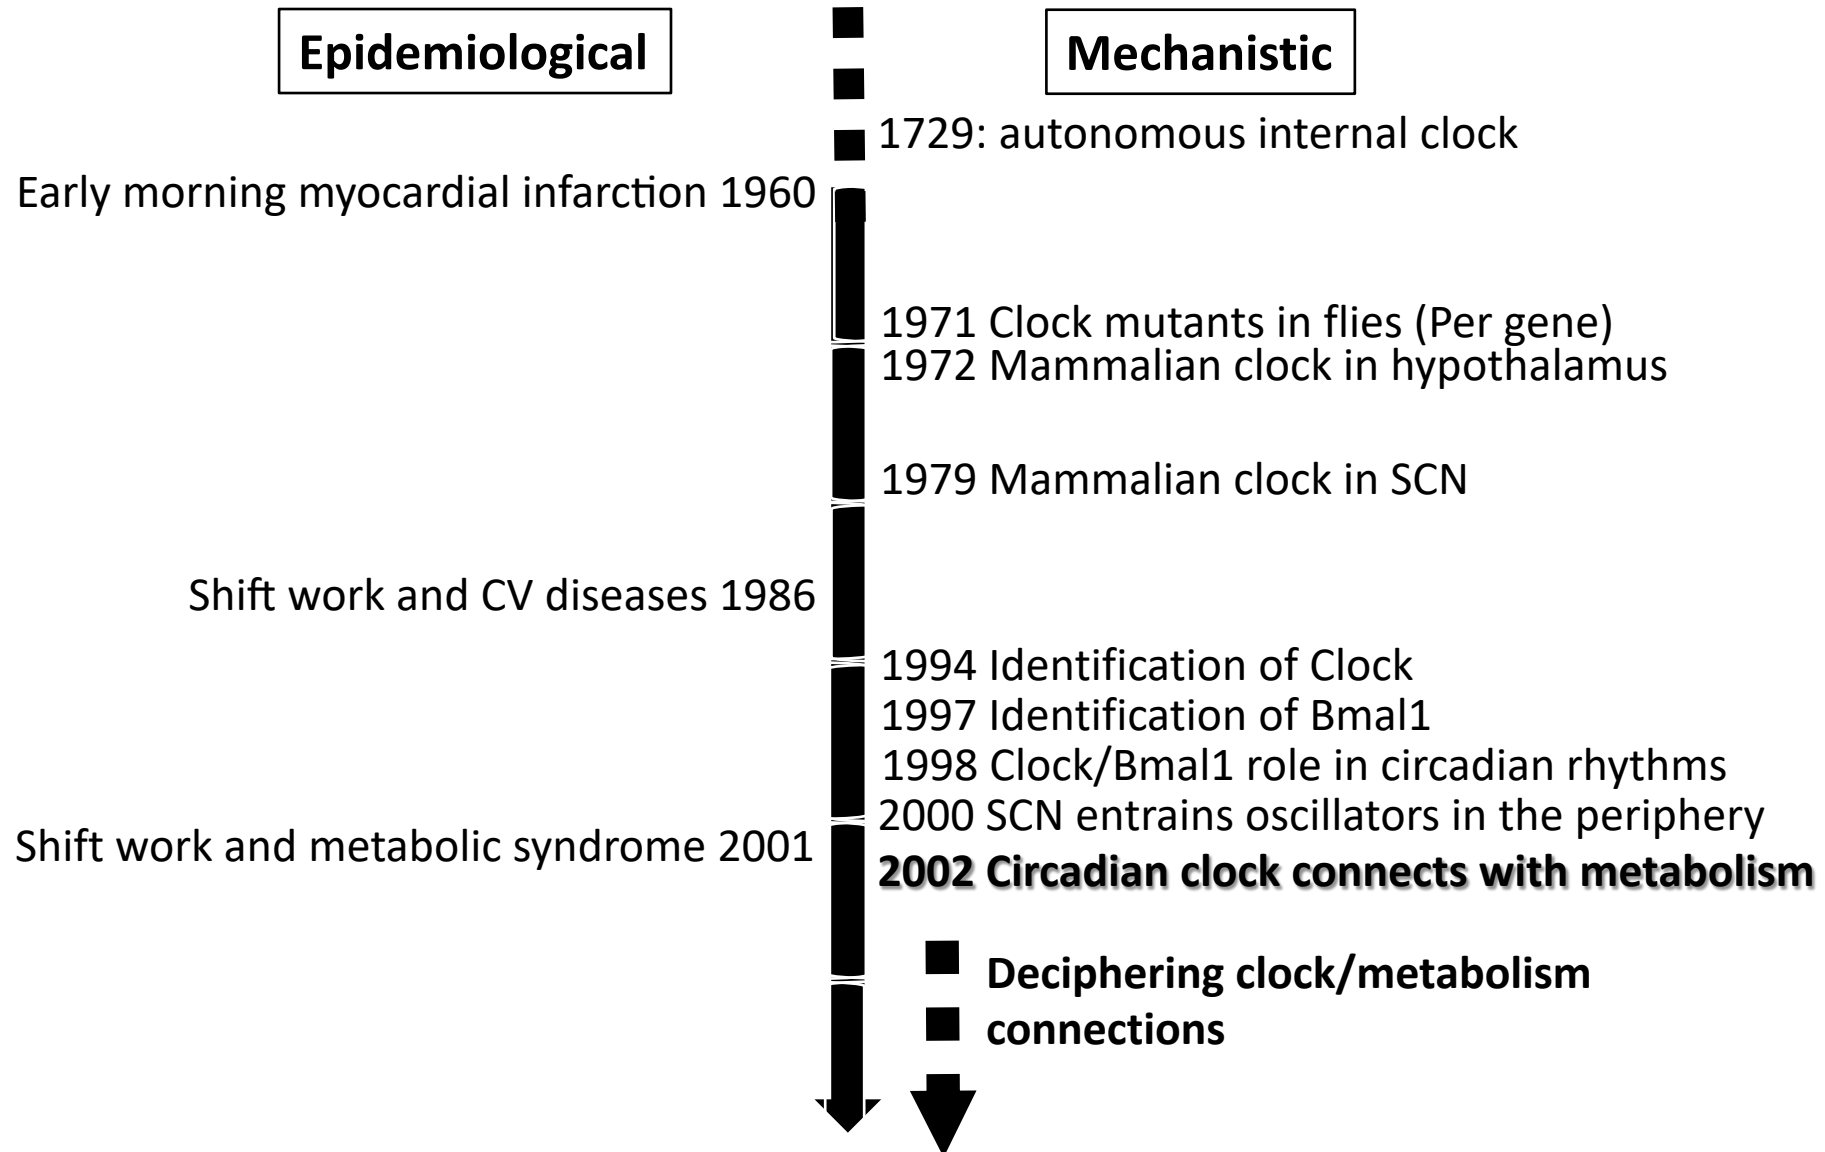 Epidemiological
Mechanistic
1729: autonomous internal clock
Early morning myocardial infarction 1960
1971 Clock mutants in flies (Per gene)
1972 Mammalian clock in hypothalamus
1979 Mammalian clock in SCN
Shift work and CV diseases 1986
1994 Identification of Clock
1997 Identification of Bmal1
1998 Clock/Bmal1 role in circadian rhythms
2000 SCN entrains oscillators in the periphery
Shift work and metabolic syndrome 2001
2002 Circadian clock connects with metabolism
Deciphering clock/metabolism
connections